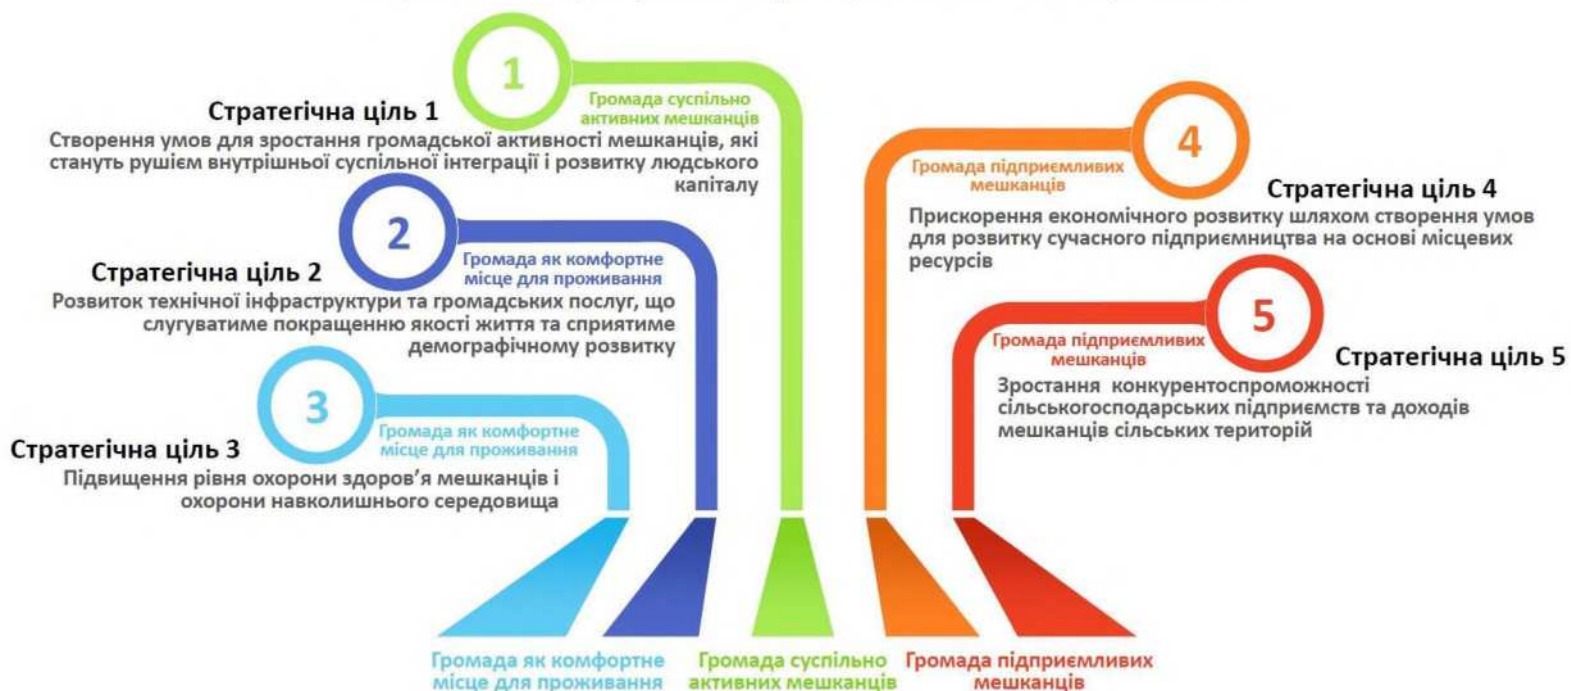 1
Громада суспільно
активних мешканців
Стратегічна ціль 1
Створення умов для зростання громадської активності мешканців, які
стануть рушієм внутрішньої суспільної інтеграції і розвитку людського
капіталу
2
Громада як комфортне
місце для проживання
Стратегічна ціль 2
Розвиток технічної інфраструктури та громадських послуг, що
слугуватиме покращенню якості життя та сприятиме
демографічному розвитку
3
Громада як комфортне
місце для проживання
Стратегічна ціль 3
Підвищення рівня охорони здоров’я мешканців і
охорони навколишнього середовища
4
Громада підприємливих
мешканців
Стратегічна ціль 4
Прискорення економічного розвитку шляхом створення умов
для розвитку сучасного підприємництва на основі місцевих
ресурсів
5
Громада підприємливих
мешканців
Стратегічна ціль 5
Зростання конкурентоспроможності
сільськогосподарських підприємств та доходів
мешканців сільських територій
Громада як комфортне
місце для проживання
Громада суспільно
активних мешканців
Громада підприємливих
мешканців